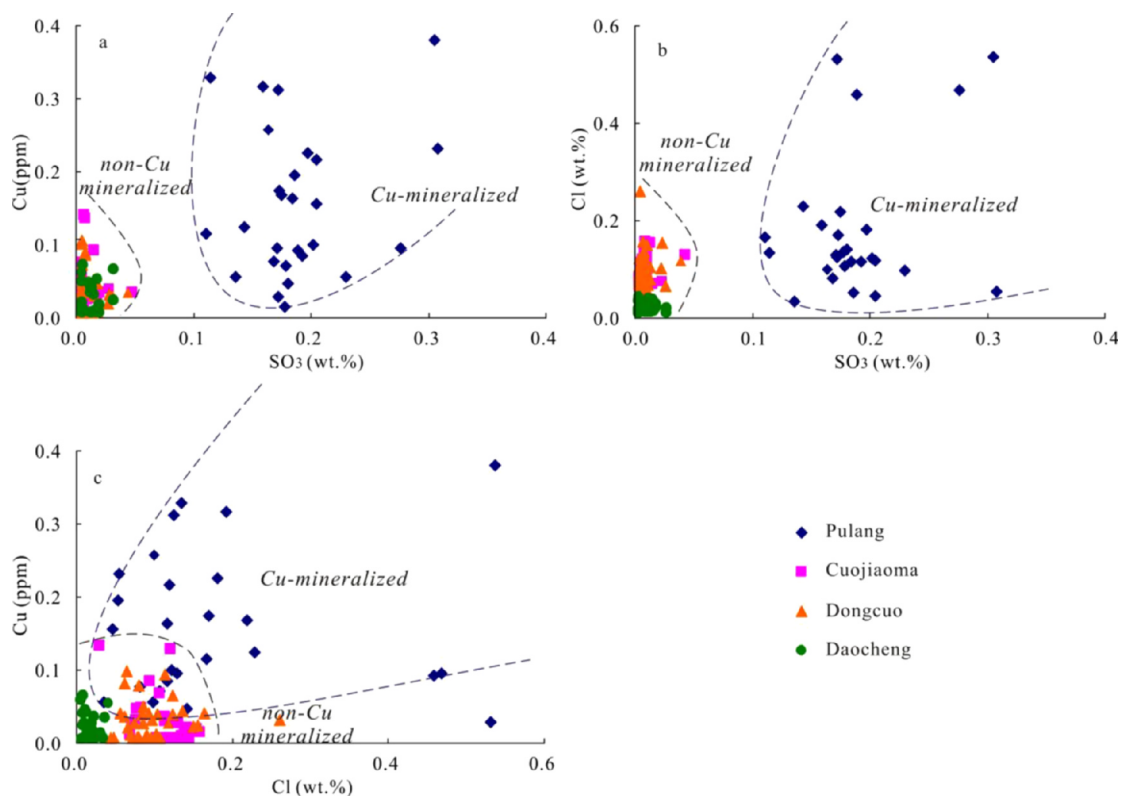 a
0.4
0.3
0.2
0.1
0.0
Cu(ppm)
non-Cu
mineralized
Cu-mineralized
0.0 0.1 0.2 0.3 0.4
SO3 (wt.%)
b
0.6
0.4
0.2
0.0
Cl (wt.%)
non-Cu
mineralized
Cu-mineralized
0.0 0.1 0.2 0.3 0.4
SO3 (wt.%)
c
0.4
0.3
0.2
0.1
0.0
Cu (ppm)
Cu-mineralized
non-Cu
mineralized
0.0 0.2 0.4 0.6
Cl (wt.%)
Pulang
Cuojiaoma
Dongcuo
Daocheng